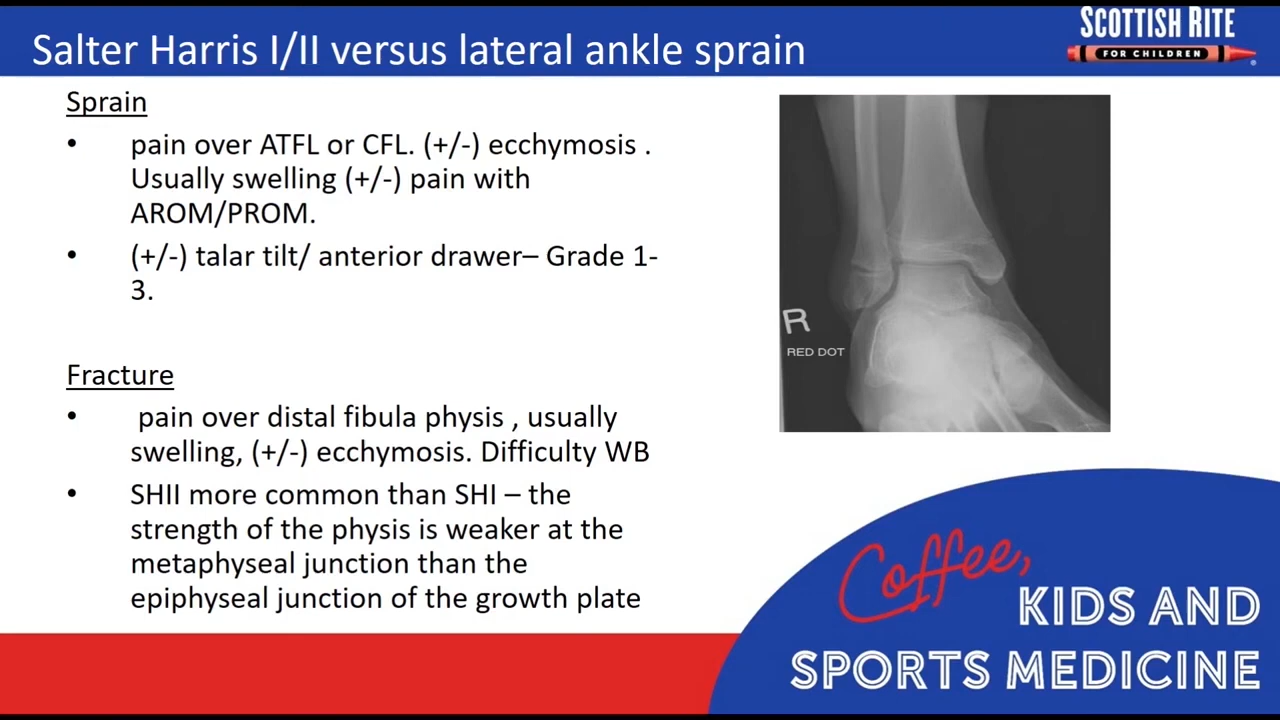 Salter Harris I/II versus lateral ankle sprain
SCOTTISH RITE
FOR CHILDREN
Sprain
• pain over ATFL or CFL. (+/-) ecchymosis .
Usually swelling (+/-) pain with
AROM/PROM.
• (+/-) talar tilt/ anterior drawer– Grade 1-
3.
R
RED DOT
Fracture
• pain over distal fibula physis , usually
swelling, (+/-) ecchymosis. Difficulty WB
• SHII more common than SHI – the
strength of the physis is weaker at the
metaphyseal junction than the
epiphyseal junction of the growth plate
Coffee,
KIDS AND
SPORTS MEDICINE